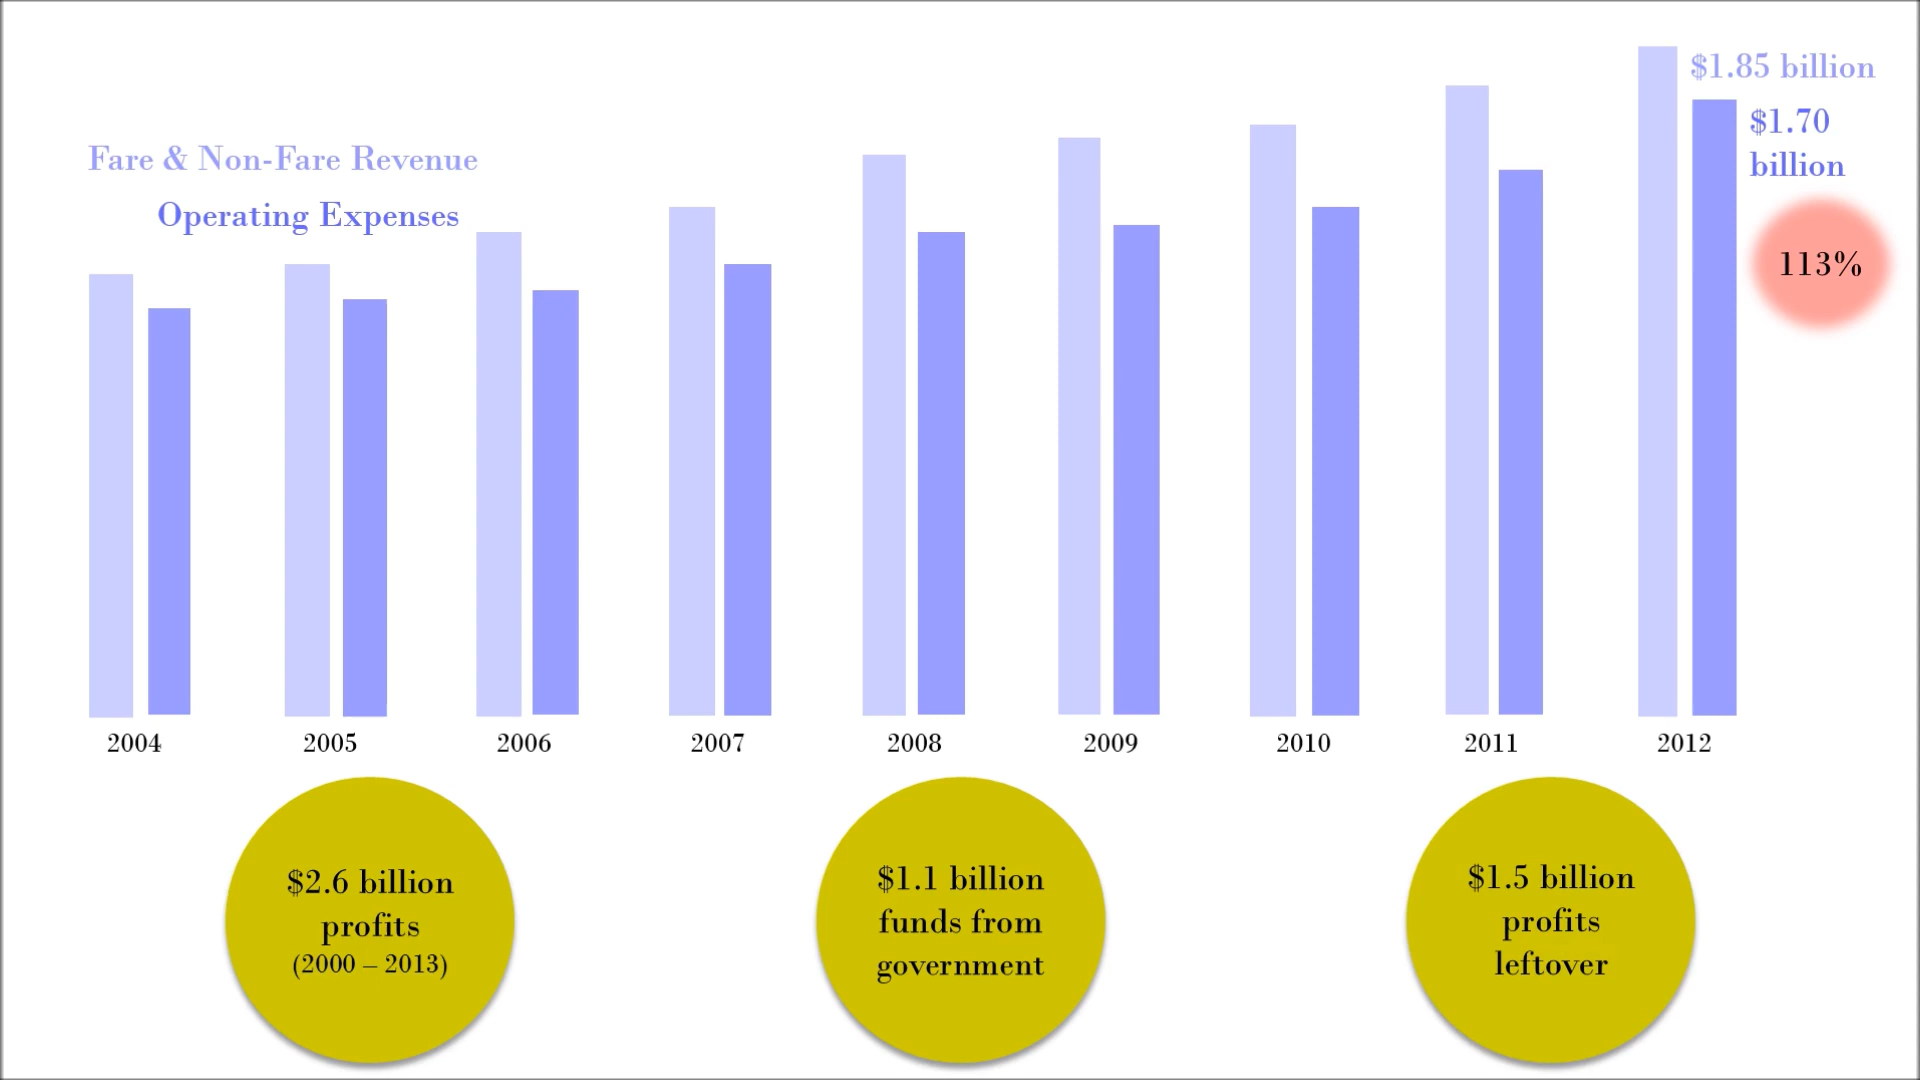 $1.85 billion
$1.70
billion
Fare & Non-Fare Revenue
Operating Expenses
113%
2004
2005
2006
2007
2008
2009
2010
2011
2012
$2.6 billion
profits
(2000 – 2013)
$1.1 billion
funds from
government
$1.5 billion
profits
leftover